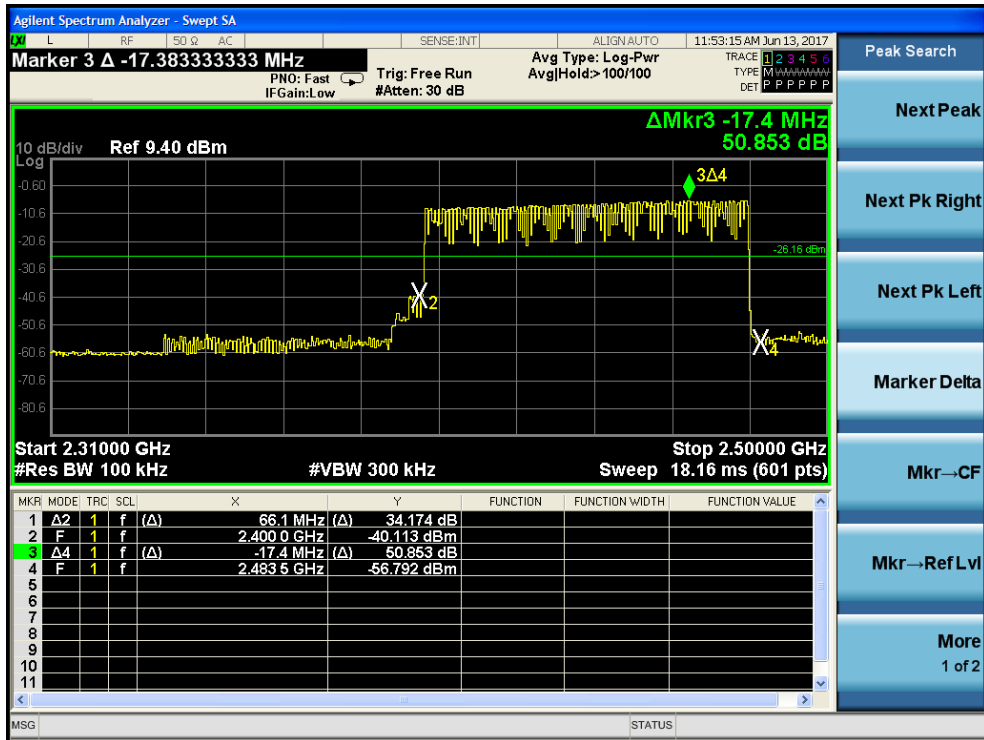 Agilent Spectrum Analyzer - Swept SA
LXI L RF 50 Ω AC SENSE:INT ALIGN AUTO 11:53:15 AM Jun 13, 2017
Marker 3 Δ -17.383333333 MHz
PNO: Fast
IFGain:Low
Trig: Free Run
#Atten: 30 dB
Avg Type: Log-Pwr
Avg|Hold:> 100/100
TRACE 1 2 3 4 5 6
TYPE M
DET P P P P P P
ΔMkr3 -17.4 MHz
50.853 dB
10 dB/div Ref 9.40 dBm
Log
-0.60
-10.6
-20.6
-30.6
-40.6
-50.6
-60.6
-70.6
-80.6
3Δ4
-26.16 dBm
2
4
Start 2.31000 GHz Stop 2.50000 GHz
#Res BW 100 kHz #VBW 300 kHz Sweep 18.16 ms (601 pts)
MKR MODE TRC SCL X Y FUNCTION FUNCTION WIDTH FUNCTION VALUE
1 Δ2 1 f (Δ) 66.1 MHz (Δ) 34.174 dB
2 F 1 f 2.400 0 GHz -40.113 dBm
3 Δ4 1 f (Δ) -17.4 MHz (Δ) 50.853 dB
4 F 1 f 2.483 5 GHz -56.792 dBm
5
6
7
8
9
10
11
MSG STATUS
Peak Search
Next Peak
Next Pk Right
Next Pk Left
Marker Delta
Mkr→CF
Mkr→Ref Lvl
More
1 of 2